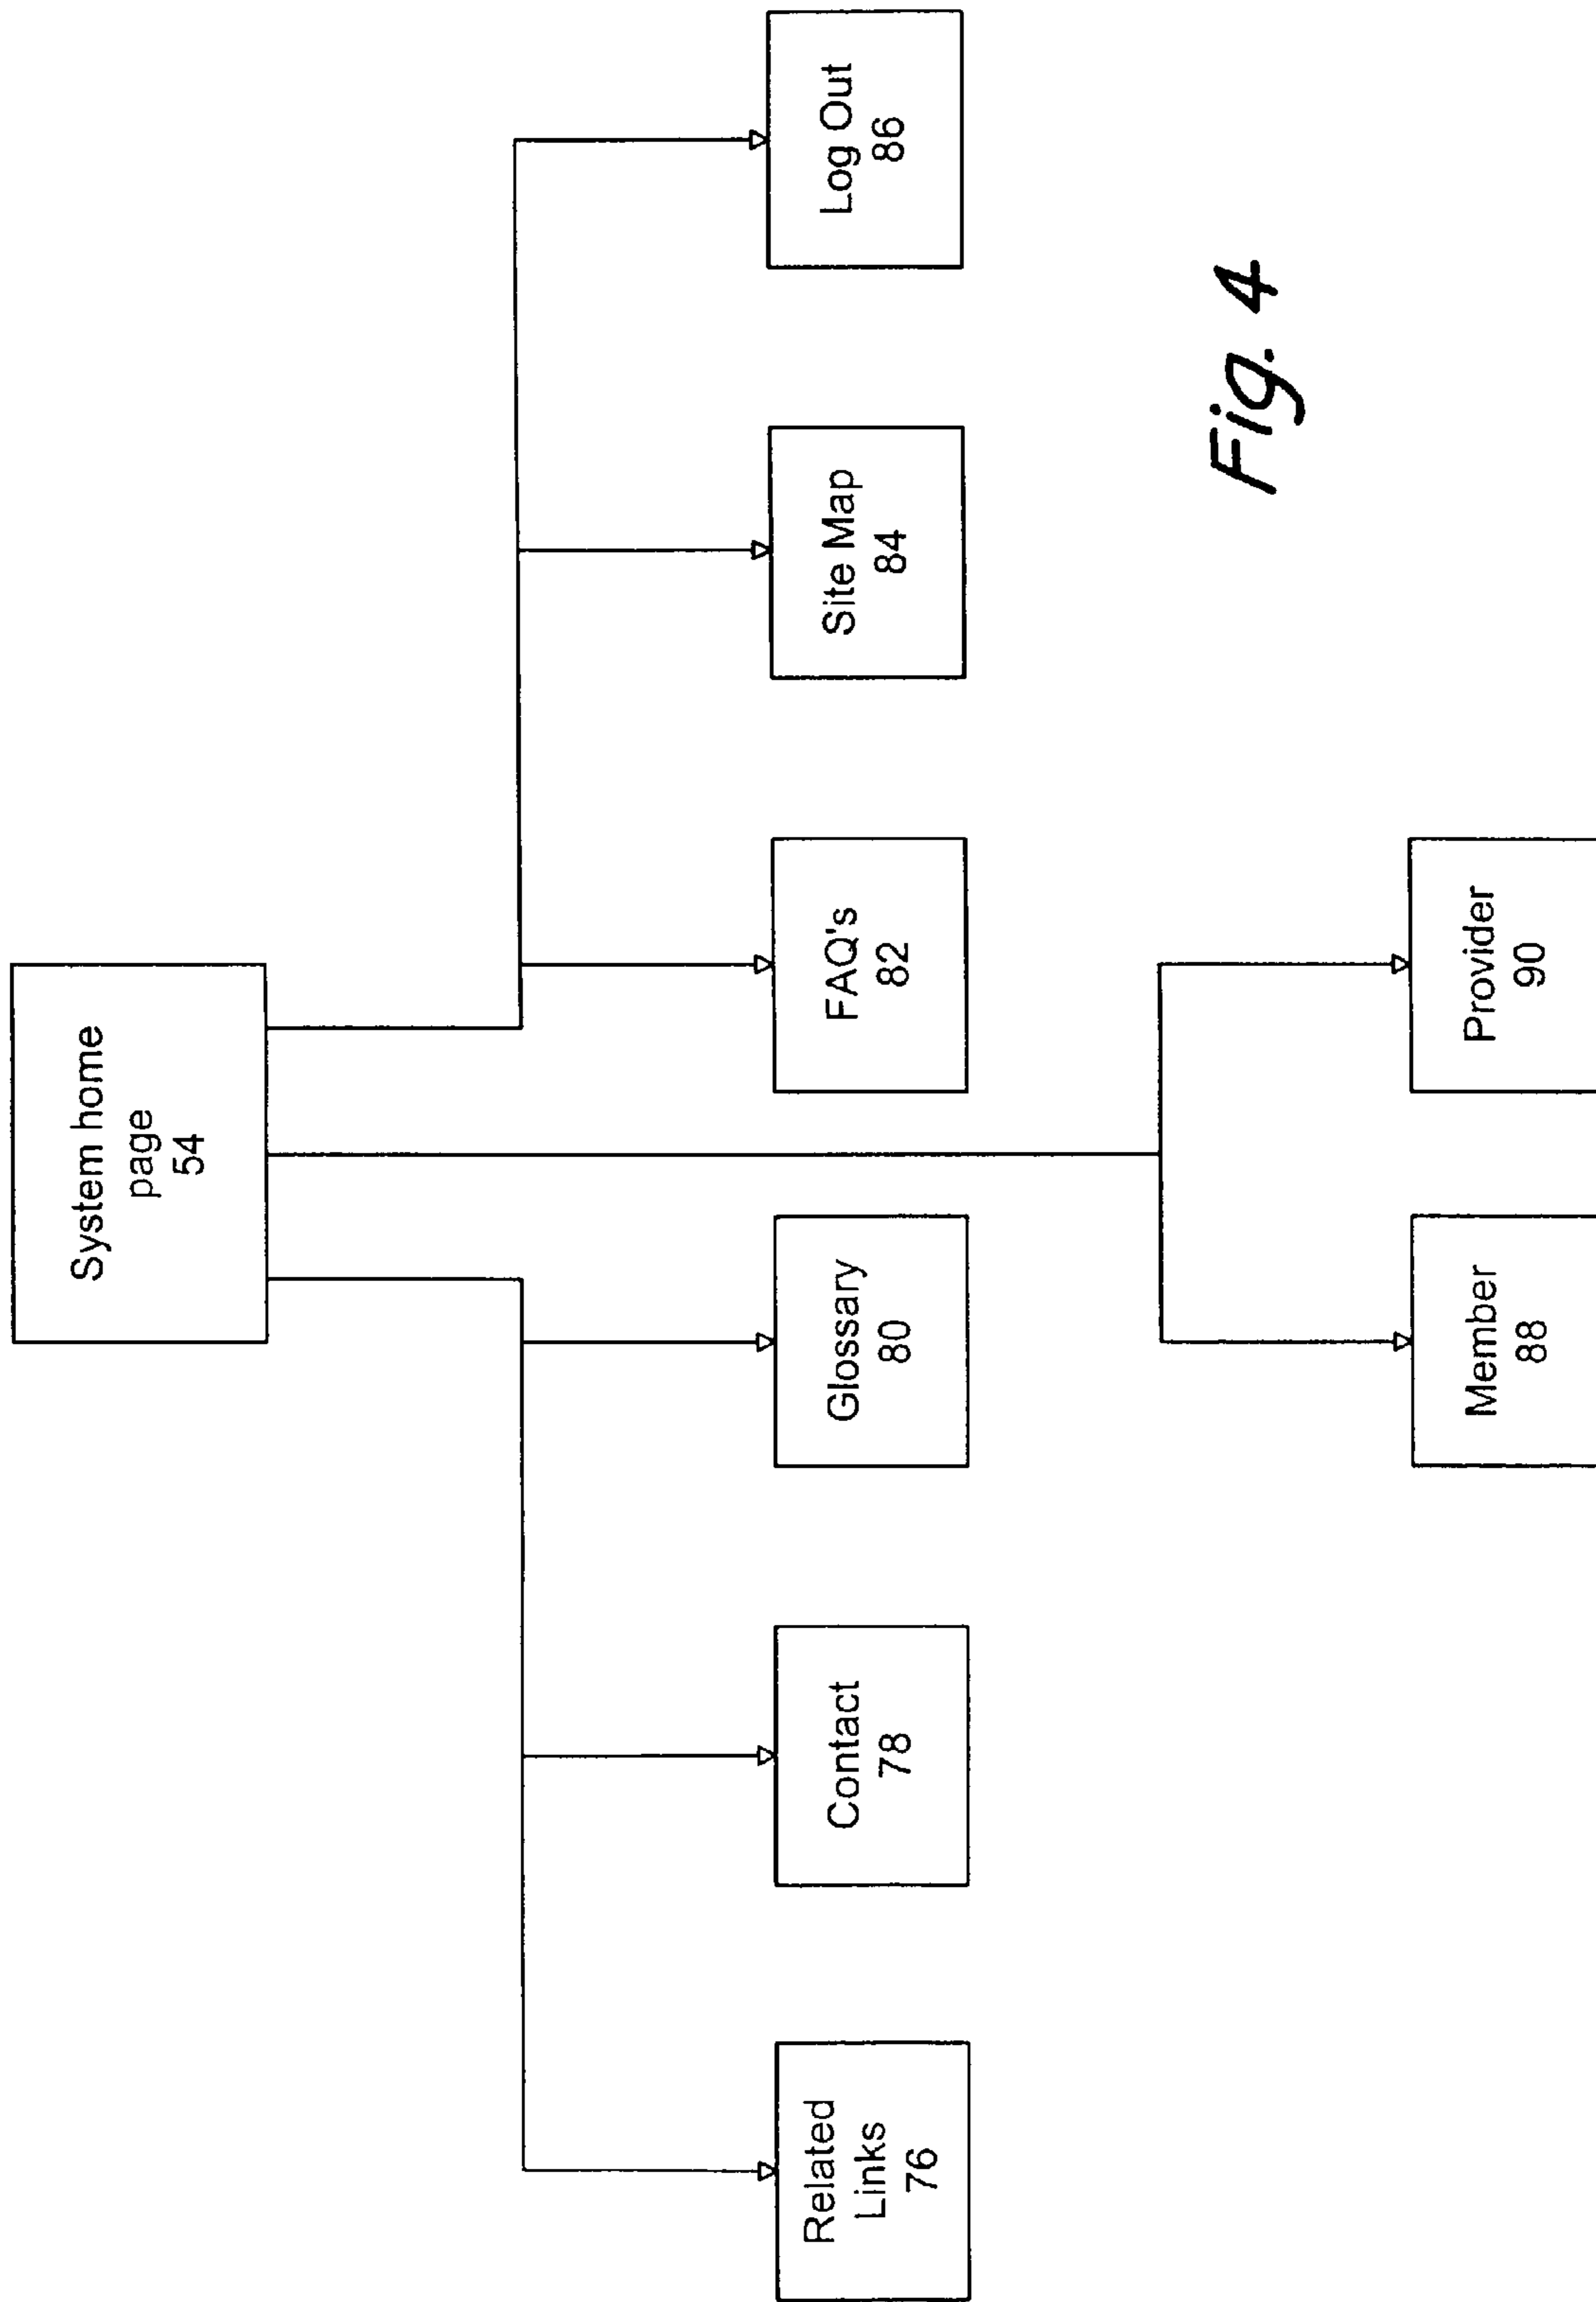 System home
page
54
Related
Links
76
Contact
78
Glossary
80
FAQ's
82
Site Map
84
Log Out
86
Member
88
Provider
90
Fig. 4